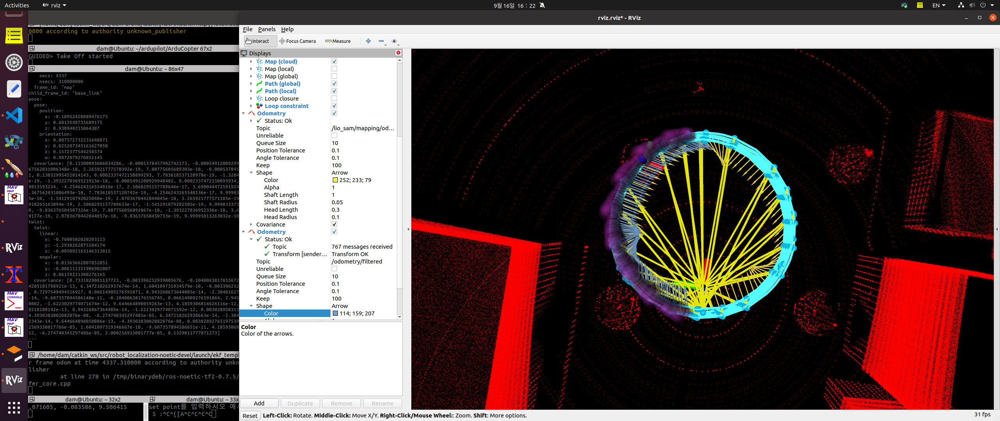 Activities
rviz
9월 16일 16 : 22
EN
0000 according to authority unknown_publisher
dam@Ubuntu: ~/ardupilot/ArduCopter 67x2
GUIDED> Take Off started
dam@Ubuntu: ~ 86x47
secs: 4337
nsecs: 310000000
frame_id: "map"
child_frame_id: "base_link"
pose:
pose:
position:
x: -0.18952428889476175
y: 0.6013548735689175
z: 8.930940215064387
orientation:
x: 0.007572732231648871
y: 0.025287345161627058
z: 0.1572377544258574
w: 0.9872079276851145
covariance: [0.13300093606034286, -0.0005378457902742173, -0.00054912009299
67562031006348e-18, 5.265921777570392e-19, 7.80775605689303e-18, -0.000537845
1, 0.13032995451014143, 0.0002337472150899293, 7.783618537120978e-19, -1.3284
e-19, -1.3932270369521913e-18, -0.0005491200929948402, 0.0002337472150895934,
9813593234, -4.254624316554016e-17, 2.5068295157789646e-17, 3.690044472591924
.367562031006493e-18, 7.783618537120742e-19, -4.2546243165540136e-17, 9.99983
5e-10, -1.5412910792025048e-19, 2.0703670442844045e-18, 5.265921777571105e-19
918265163894e-19, 2.5068295157789633e-17, -1.541291079202505e-19, 9.999833373
0, -9.836376504507326e-19, 7.807756056892067e-18, -1.393227036952336e-18, 3.6
9177e-19, 2.0703670442844057e-18, -9.83637650450733e-19, 9.99995013263032e-10
twist:
twist:
linear:
x: -0.7600502020203113
y: -1.2938262875104174
z: -0.005892165146313015
angular:
x: -0.01363662807852051
y: -0.006111351906902007
z: 0.06159221300276165
covariance: [0.7331029061137723, -0.003396252939805676, -0.1040063817655672
4285101798921e-13, 6.347218262937674e-14, 1.604109731934579e-10, -0.003396252
, 0.7297549494516927, 0.06614909276591871, 8.943268673644085e-14, -2.38401627
-14, -9.607357894586148e-11, -0.10400638176556745, 0.06614909276591864, 2.945
8002, -1.6223029774071674e-12, 9.644664898059263e-13, 4.1859306814626116e-12,
8510180142e-13, 8.94326867364489e-14, -1.6223029774071592e-12, 0.003028950313
4.3930383002082076e-08, -6.274740345297485e-05, 6.347218262938663e-14, -2.384
2343e-14, 9.644664898058886e-13, -4.3930383002082076e-08, 0.00302892765197539
2569330817766e-05, 1.6041097319346667e-10, -9.607357894586651e-11, 4.18593068
12, -6.274740345297486e-05, 2.008256933081777e-05, 0.1329011777871273]
---
/home/dam/catkin_ws/src/robot_localization-noetic-devel/launch/ekf_templ
r frame odom at time 4337.310000 according to authority unkn
lisher
at line 278 in /tmp/binarydeb/ros-noetic-tf2-0.7.5/
fer_core.cpp
dam@Ubuntu: ~ 32x2
dam@Ubuntu: ~ 33x
.071605, -0.083586, 9.506415
set point를 입력하시오 예시
5 :^C^[[A^C^C^C^C
MAV
MAP
RViz
MAV
CONSOLE
MAV
MAP
RViz
rviz.rviz* - RViz
File Panels Help
Interact Focus Camera Measure
Displays
Map (cloud)
Map (local)
Map (global)
Path (global)
Path (local)
Loop closure
Loop constraint
Odometry
Status: Ok
Topic /lio_sam/mapping/od...
Unreliable
Queue Size 10
Position Tolerance 0.1
Angle Tolerance 0.1
Keep 100
Shape Arrow
Color 252; 233; 79
Alpha 1
Shaft Length 1
Shaft Radius 0.05
Head Length 0.3
Head Radius 0.1
Covariance
Odometry
Status: Ok
Topic 767 messages received
Transform [sender... Transform OK
Topic /odometry/filtered
Unreliable
Queue Size 10
Position Tolerance 0.1
Angle Tolerance 0.1
Keep 100
Shape Arrow
Color 114; 159; 207
Color
Color of the arrows.
Add Duplicate Remove Rename
Reset Left-Click: Rotate. Middle-Click: Move X/Y. Right-Click/Mouse Wheel:: Zoom. Shift: More options.
31 fps